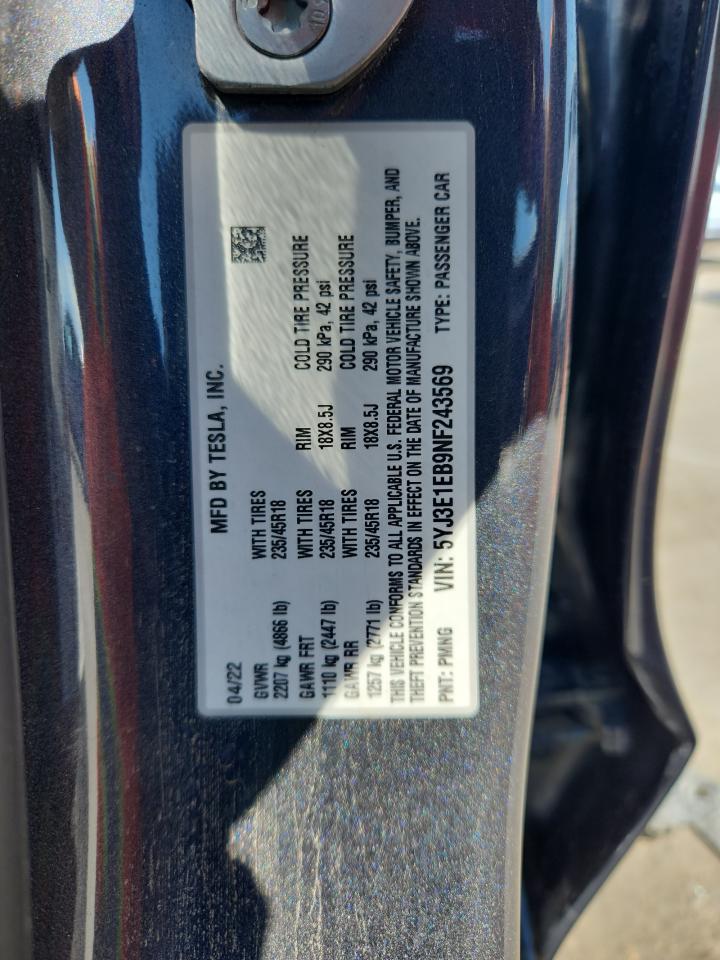 MFD BY TESLA, INC.
04/22
GVWR WITH TIRES
2207 kg (4866 lb) 235/45R18
GAWR FRT WITH TIRES RIM COLD TIRE PRESSURE
1110 kg (2447 lb) 235/45R18 18X8.5J 290 kPa, 42 psi
GAWR RR WITH TIRES RIM COLD TIRE PRESSURE
1257 kg (2771 lb) 235/45R18 18X8.5J 290 kPa, 42 psi
THIS VEHICLE CONFORMS TO ALL APPLICABLE U.S. FEDERAL MOTOR VEHICLE SAFETY, BUMPER, AND
THEFT PREVENTION STANDARDS IN EFFECT ON THE DATE OF MANUFACTURE SHOWN ABOVE.
PNT: PMNG VIN: 5YJ3E1EB9NF243569 TYPE: PASSENGER CAR